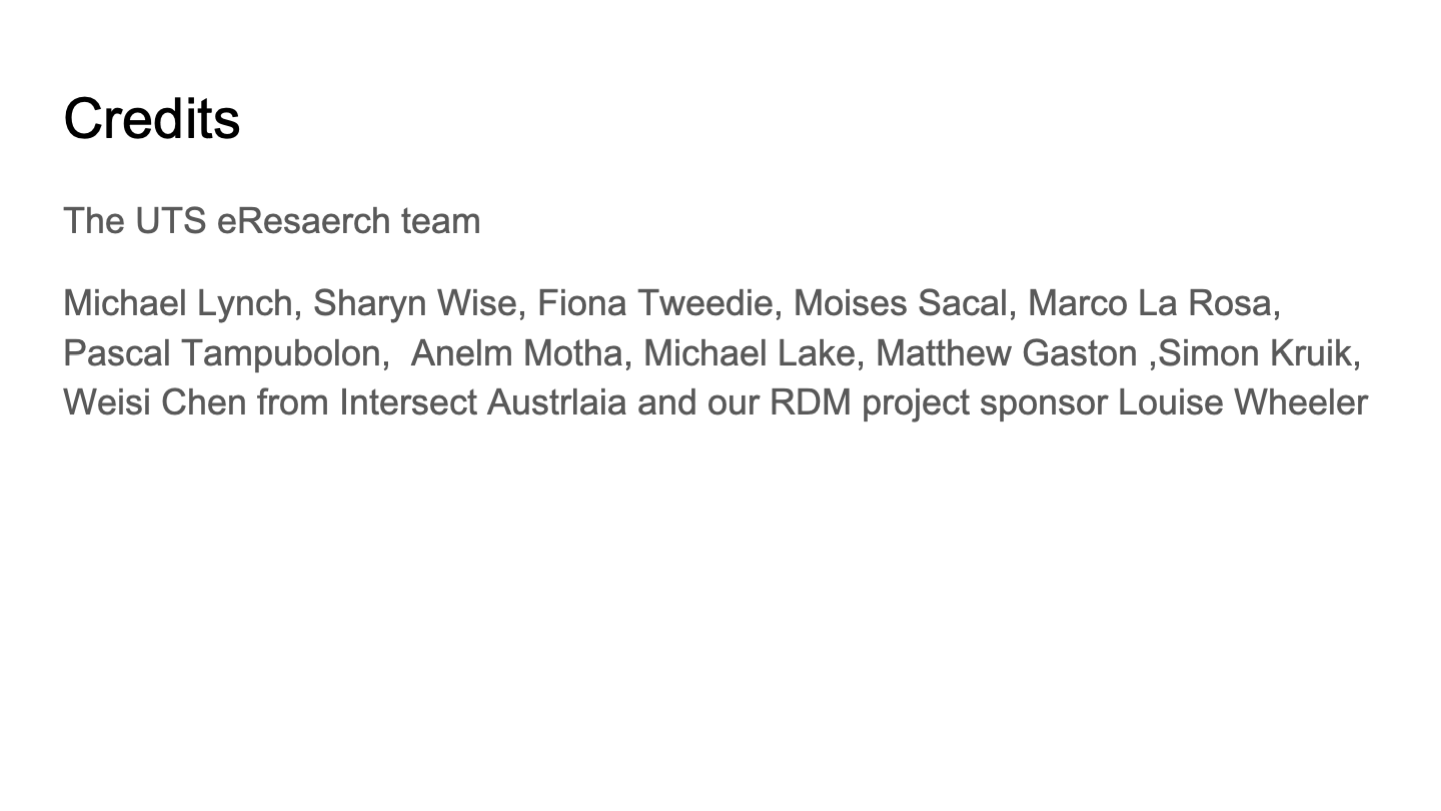 Credits
The UTS eResaerch team
Michael Lynch, Sharyn Wise, Fiona Tweedie, Moises Sacal, Marco La Rosa,
Pascal Tampubolon,  Anelm Motha, Michael Lake, Matthew Gaston ,Simon Kruik,
Weisi Chen from Intersect Austrlaia and our RDM project sponsor Louise Wheeler